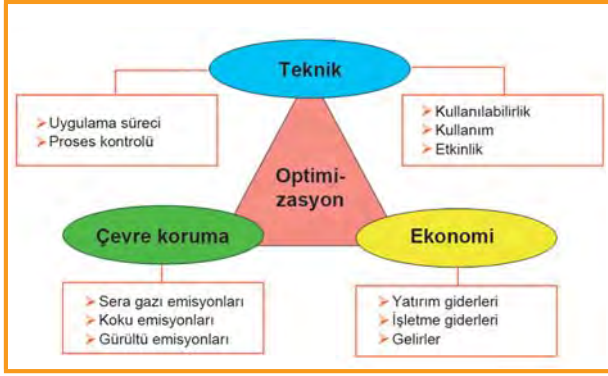 Teknik
➢Uygulama süreci
➢Proses kontrolü
➢Kullanılabilirlik
➢Kullanım
➢Etkinlik
Optimi-
zasyon
Çevre koruma
Ekonomi
➢Sera gazı emisyonları
➢Koku emisyonları
➢Gürültü emisyonları
➢Yatırım giderleri
➢İşletme giderleri
➢Gelirler